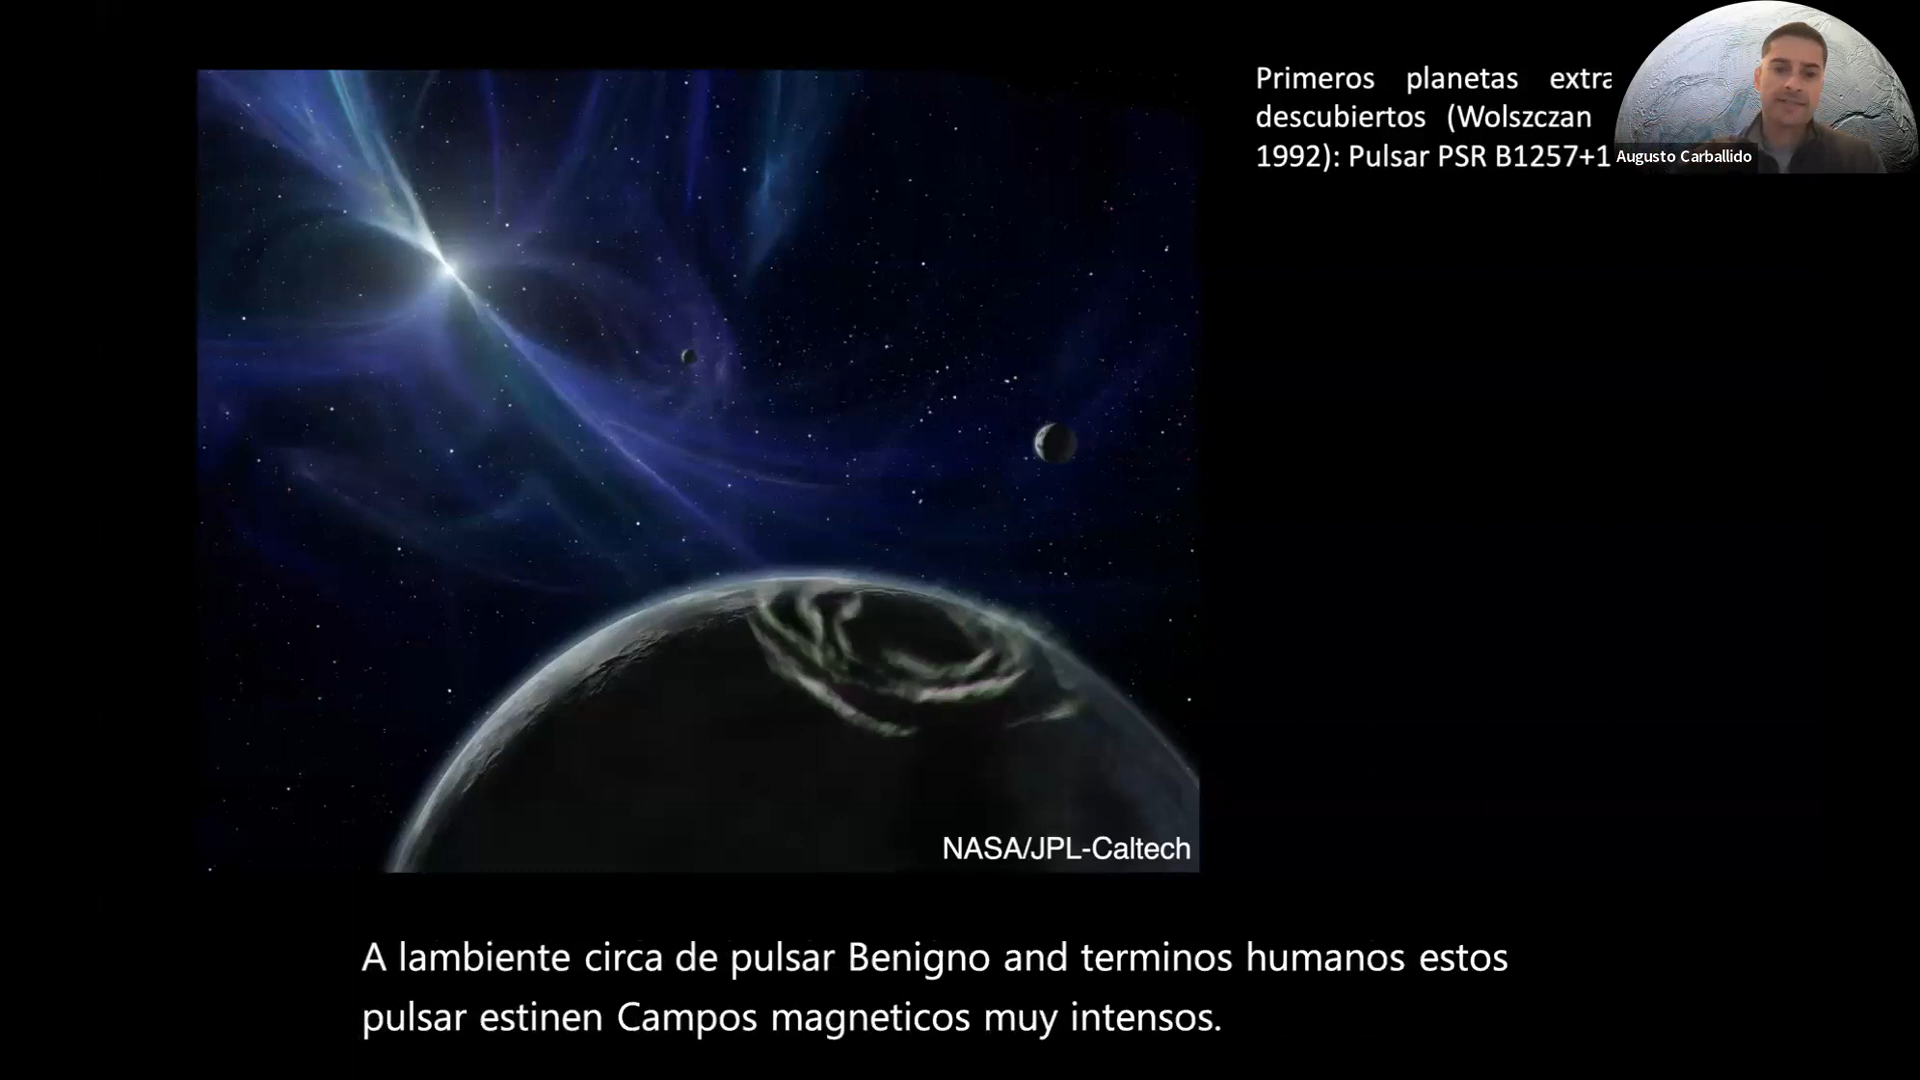 Primeros planetas extra
descubiertos (Wolszczan
1992): Pulsar PSR B1257+1
Augusto Carballido
NASA/JPL-Caltech
A lambiente circa de pulsar Benigno and terminos humanos estos
pulsar estinen Campos magneticos muy intensos.